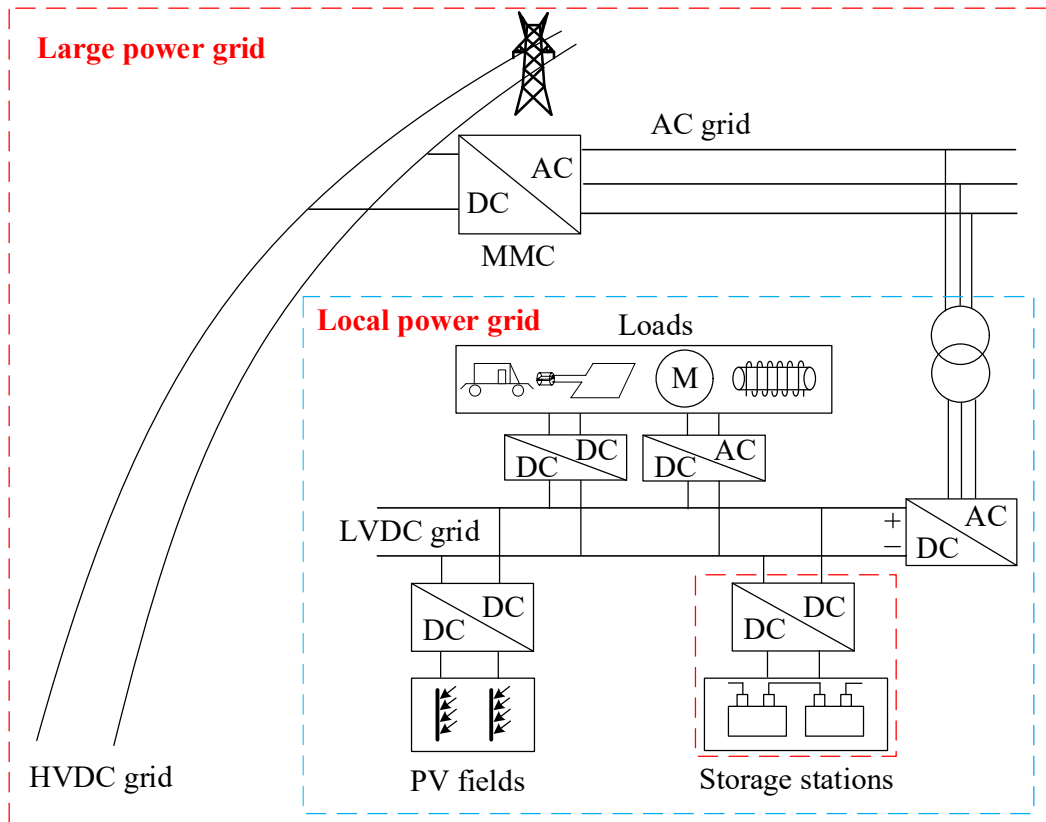 Large power grid
AC grid
AC
DC
MMC
Local power grid
Loads
M
DC
DC
AC
DC
LVDC grid
+
−
AC
DC
DC
DC
DC
DC
HVDC grid
PV fields
Storage stations